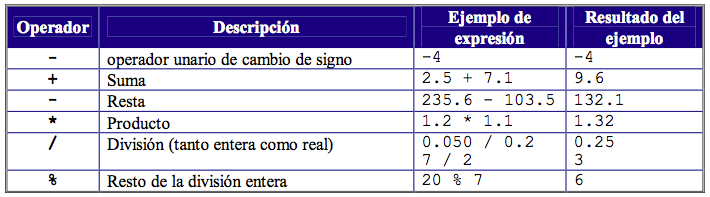 Operador Descripción Ejemplo de expresión Resultado del ejemplo
- operador unario de cambio de signo -4 -4
+ Suma 2.5 + 7.1 9.6
- Resta 235.6 - 103.5 132.1
* Producto 1.2 * 1.1 1.32
/ División (tanto entera como real) 0.050 / 0.2 0.25
7 / 2 3
% Resto de la división entera 20 % 7 6